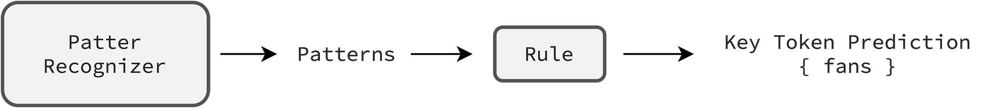 Patter
Recognizer
Patterns
Rule
Key Token Prediction
{ fans }